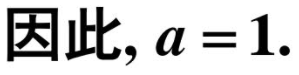 因此, a = 1.